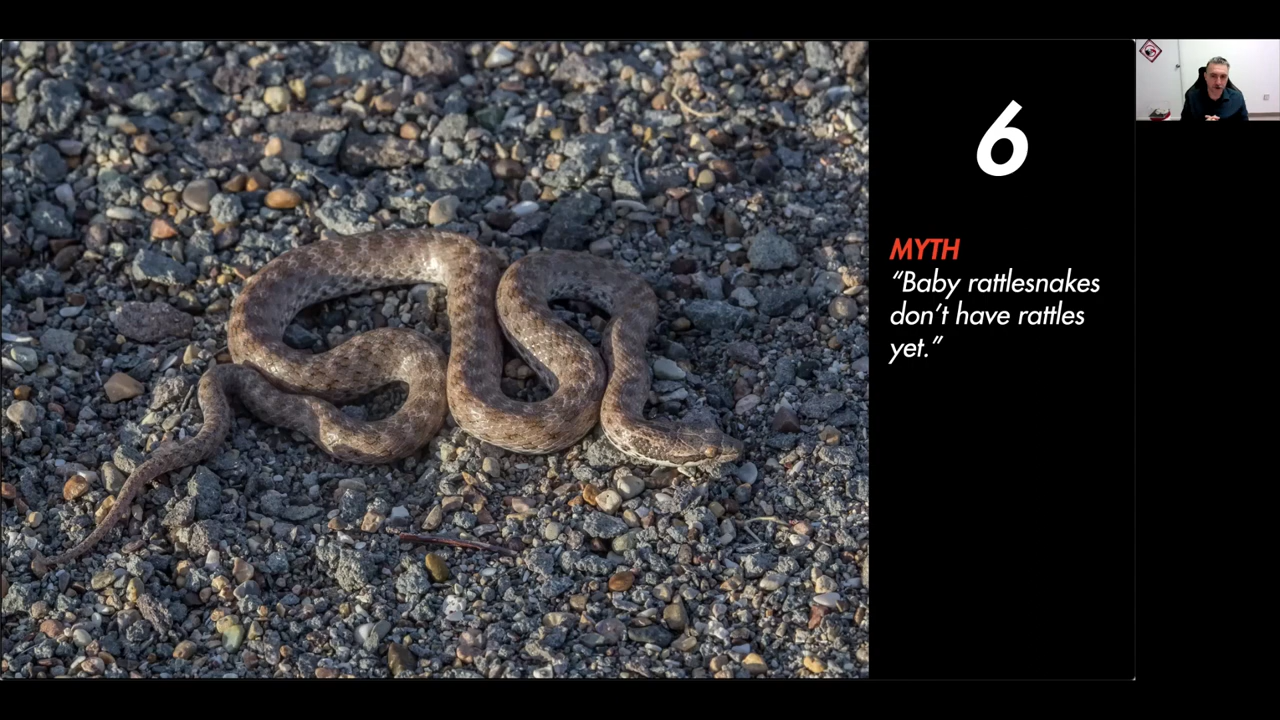 6
MYTH
“Baby rattlesnakes
don’t have rattles
yet.”